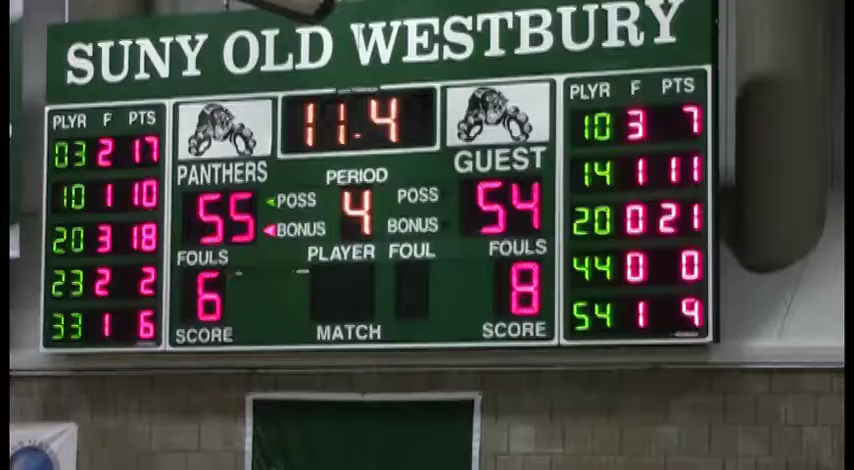 SUNY OLD WESTBURY
PLYR F PTS
03 2 17
10 1 10
20 3 18
23 2 2
33 1 6
11.4
PANTHERS
PERIOD
GUEST
55
POSS
4
POSS
54
BONUS
BONUS
FOULS
PLAYER
FOUL
FOULS
6
8
SCORE
MATCH
SCORE
PLYR F PTS
10 3 7
14 1 11
20 0 21
44 0 0
54 1 9